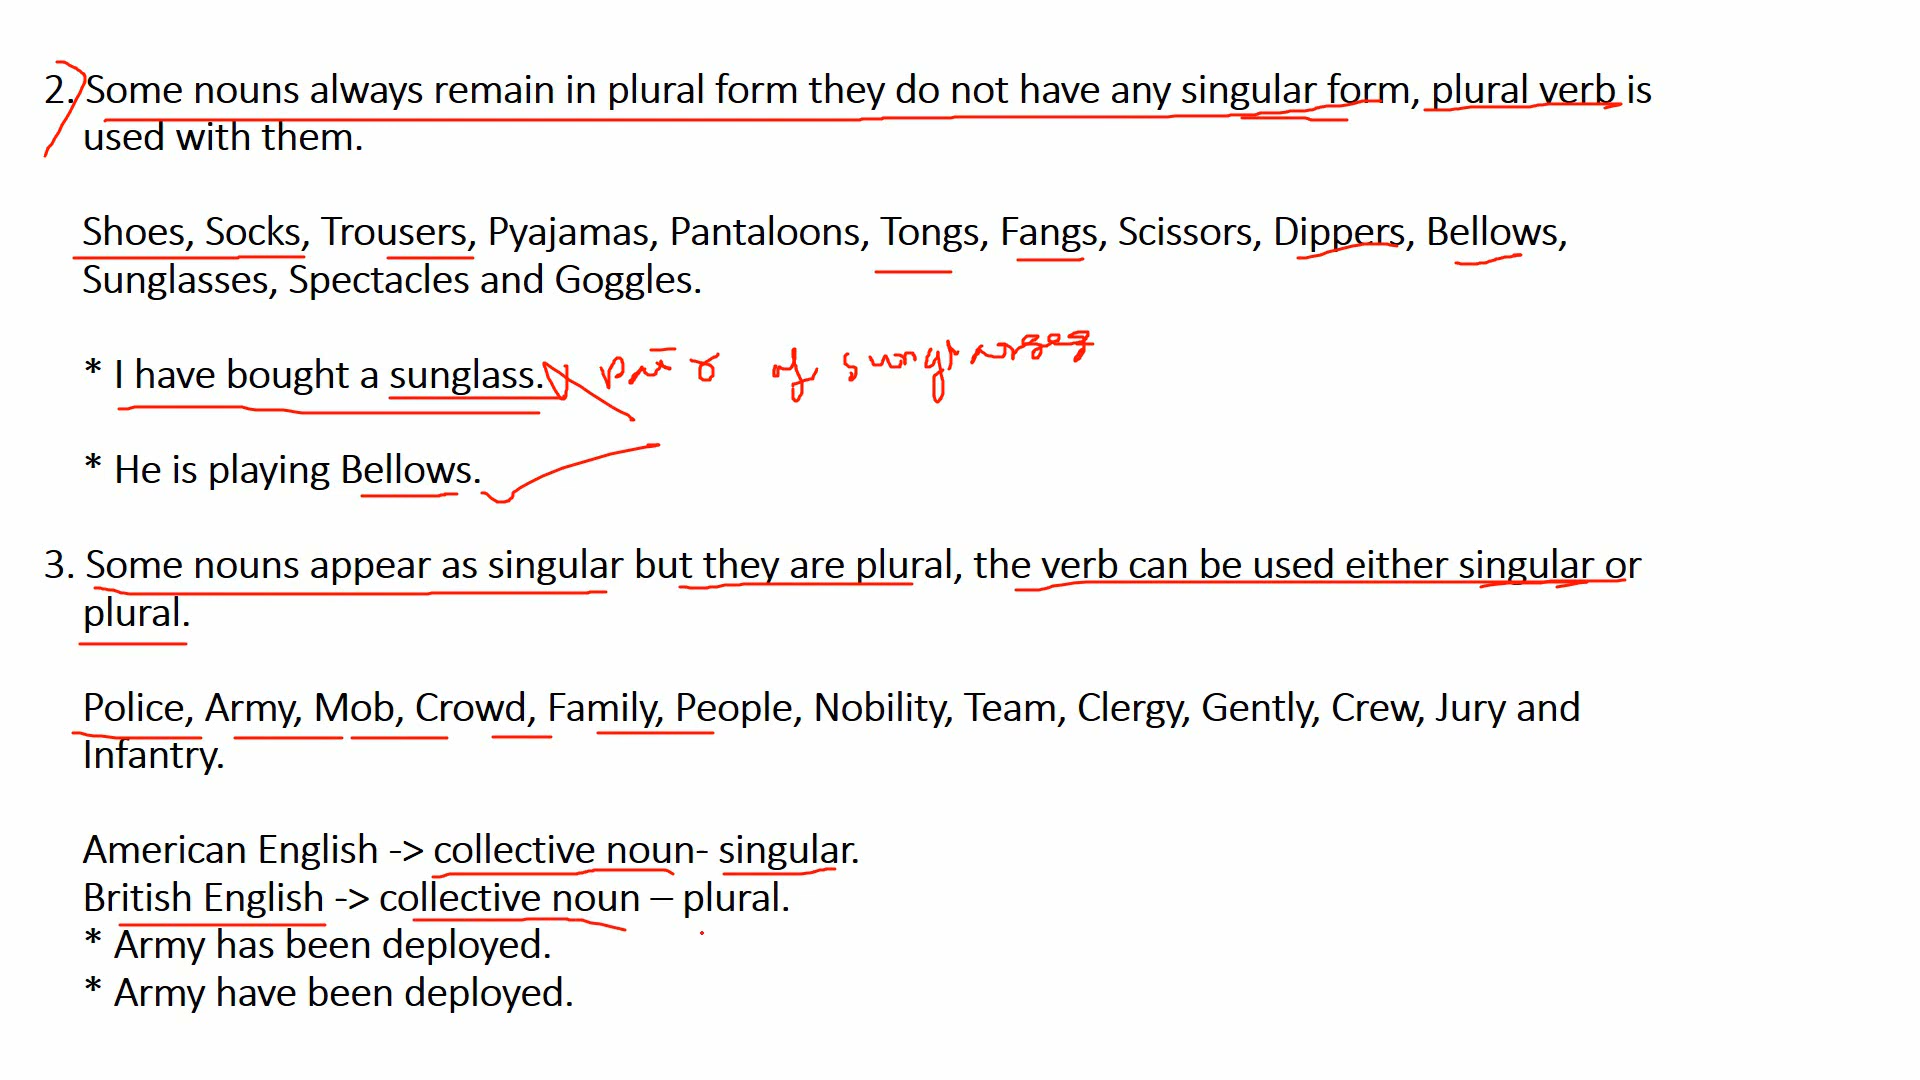 2. Some nouns always remain in plural form they do not have any singular form, plural verb is
used with them.
Shoes, Socks, Trousers, Pyajamas, Pantaloons, Tongs, Fangs, Scissors, Dippers, Bellows,
Sunglasses, Spectacles and Goggles.
* I have bought a sunglass. pair of sunglasses
* He is playing Bellows.
3. Some nouns appear as singular but they are plural, the verb can be used either singular or
plural.
Police, Army, Mob, Crowd, Family, People, Nobility, Team, Clergy, Gently, Crew, Jury and
Infantry.
American English -> collective noun- singular.
British English -> collective noun – plural.
* Army has been deployed.
* Army have been deployed.